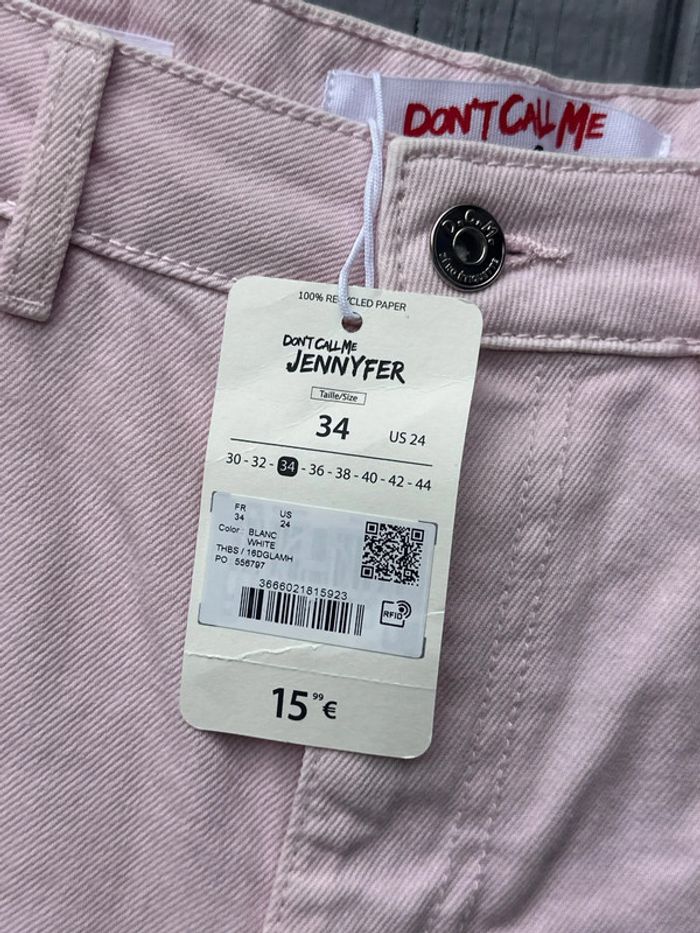 DON'T CALL ME
D.C.M.
100% RECYCLED PAPER
DON'T CALL ME
JENNYFER
Taille/Size
34 US 24
30 - 32 - 34 - 36 - 38 - 40 - 42 - 44
FR US
34 24
Color BLANC
WHITE
THBS / 16DGLAMH
PO 556797
3666021815923
RFID
15,99 €